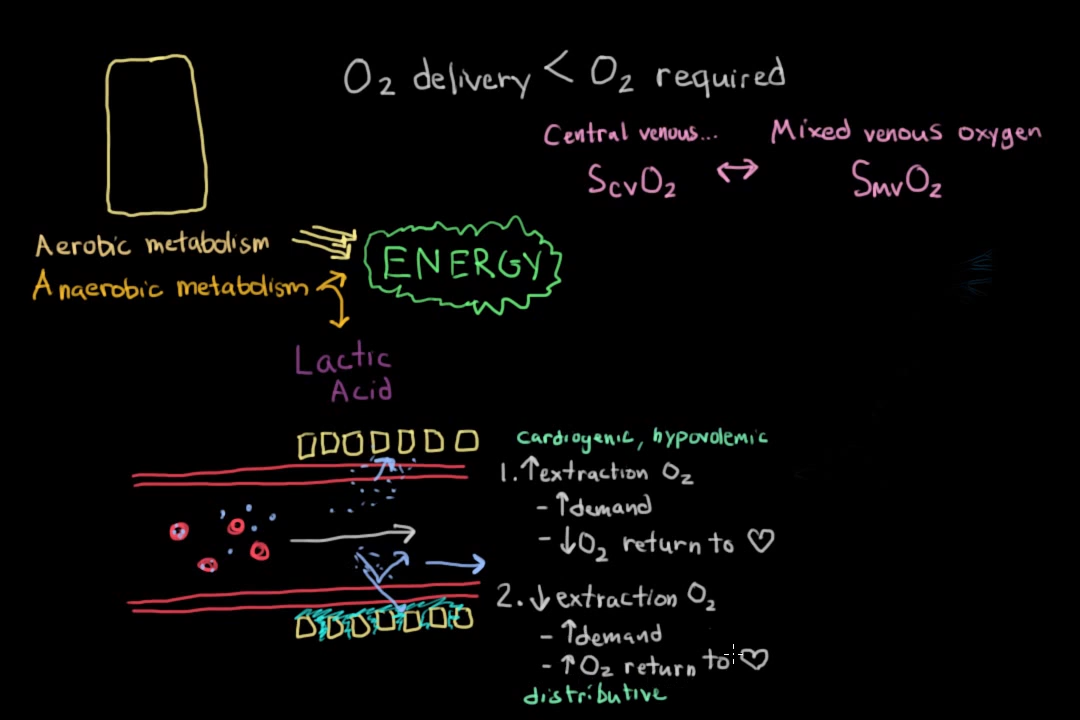 O2 delivery < O2 required
Central venous... Mixed venous oxygen
ScvO2 ↔ SmvO2
Aerobic metabolism
ENERGY
Anaerobic metabolism
Lactic
Acid
cardiogenic, hypovolemic
1. ↑extraction O2
- ↑demand
- ↓O2 return to ♡
2. ↓extraction O2
- ↑demand
- ↑O2 return to ♡
distributive